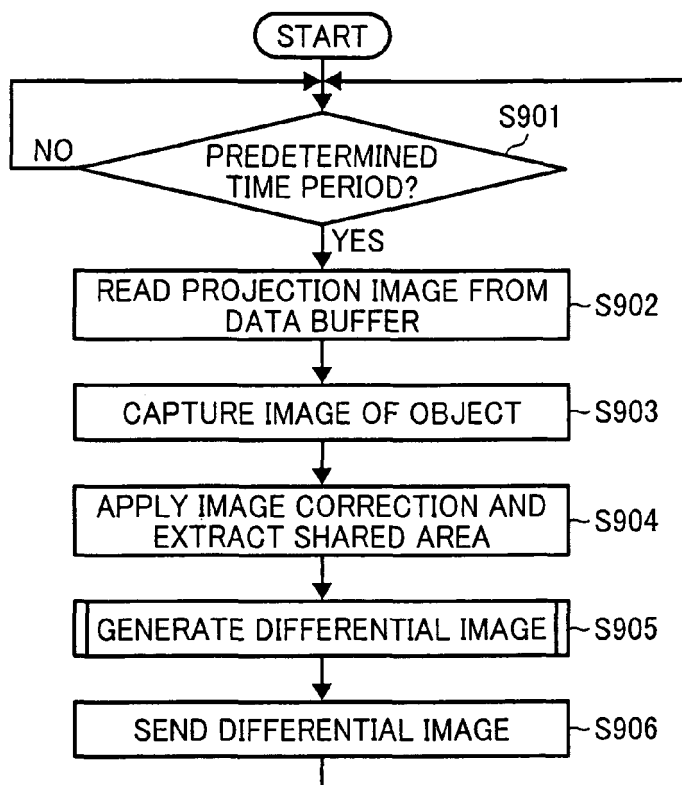 START
S901
NO
PREDETERMINED
TIME PERIOD?
YES
READ PROJECTION IMAGE FROM
DATA BUFFER
S902
CAPTURE IMAGE OF OBJECT
S903
APPLY IMAGE CORRECTION AND
EXTRACT SHARED AREA
S904
GENERATE DIFFERENTIAL IMAGE
S905
SEND DIFFERENTIAL IMAGE
S906